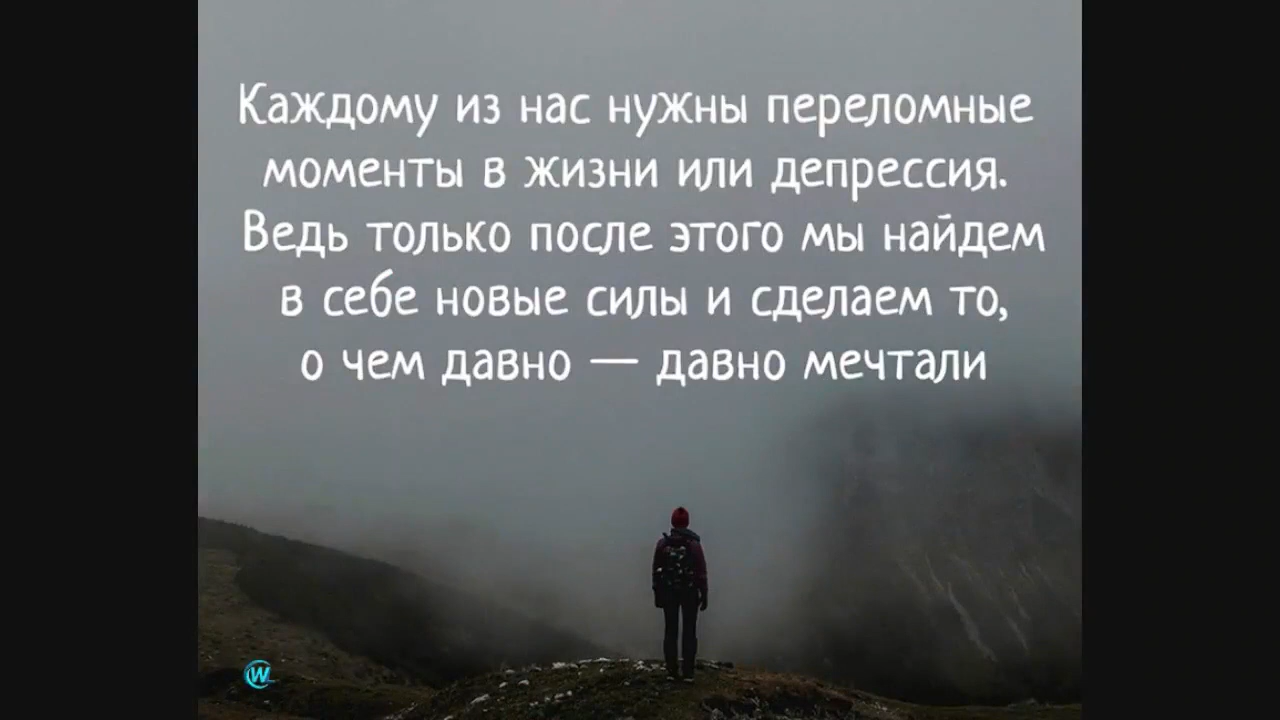 Каждому из нас нужны переломные
моменты в жизни или депрессия.
Ведь только после этого мы найдем
в себе новые силы и сделаем то,
о чем давно — давно мечтали
W